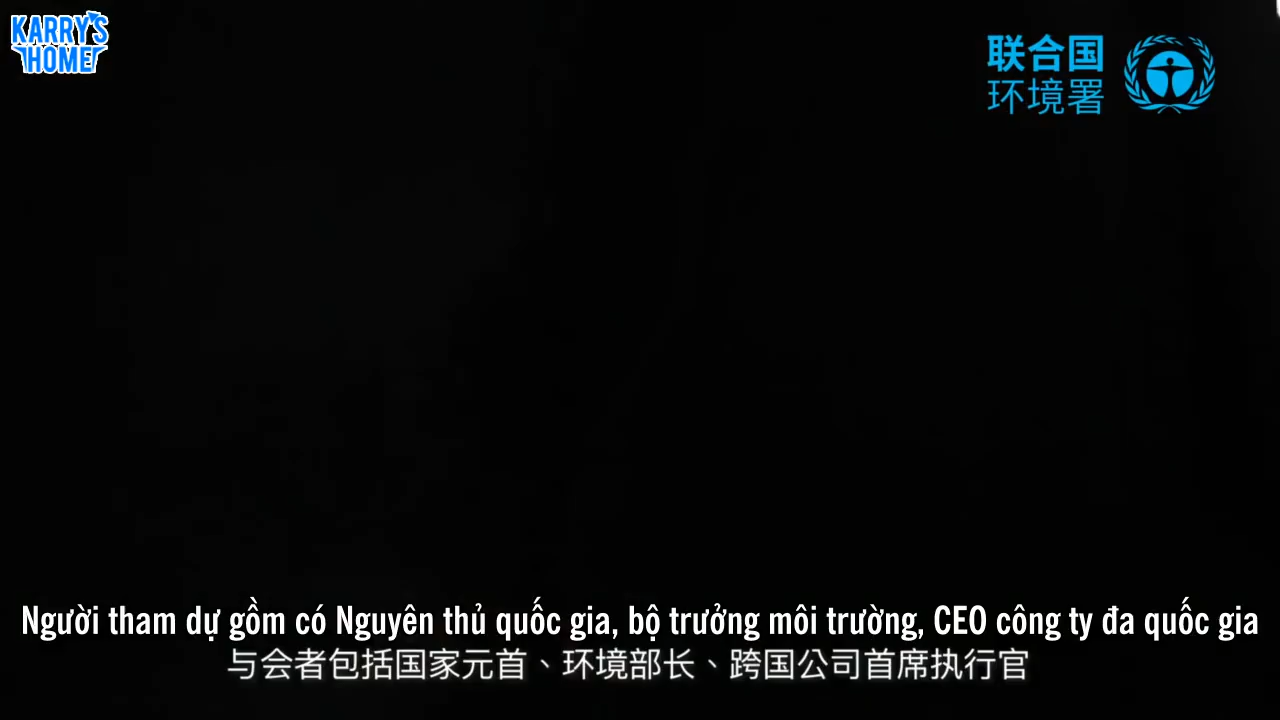 KARRY'S
HOME
联合国
环境署
Người tham dự gồm có Nguyên thủ quốc gia, bộ trưởng môi trường, CEO công ty đa quốc gia
与会者包括国家元首、环境部长、跨国公司首席执行官